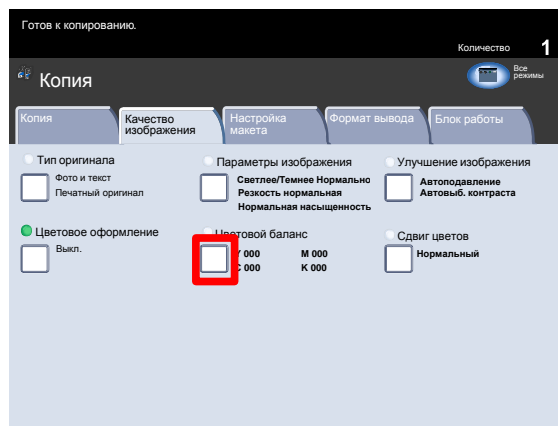 Готов к копированию.
Количество 1
Копия
Все
режимы
Копия
Качество
изображения
Настройка
макета
Формат вывода
Блок работы
Тип оригинала
Фото и текст
Печатный оригинал
Параметры изображения
Светлее/Темнее Нормально
Резкость нормальная
Нормальная насыщенность
Улучшение изображения
Автоподавление
Автовыб. контраста
Цветовое оформление
Выкл.
Цветовой баланс
Y 000 M 000
C 000 K 000
Сдвиг цветов
Нормальный